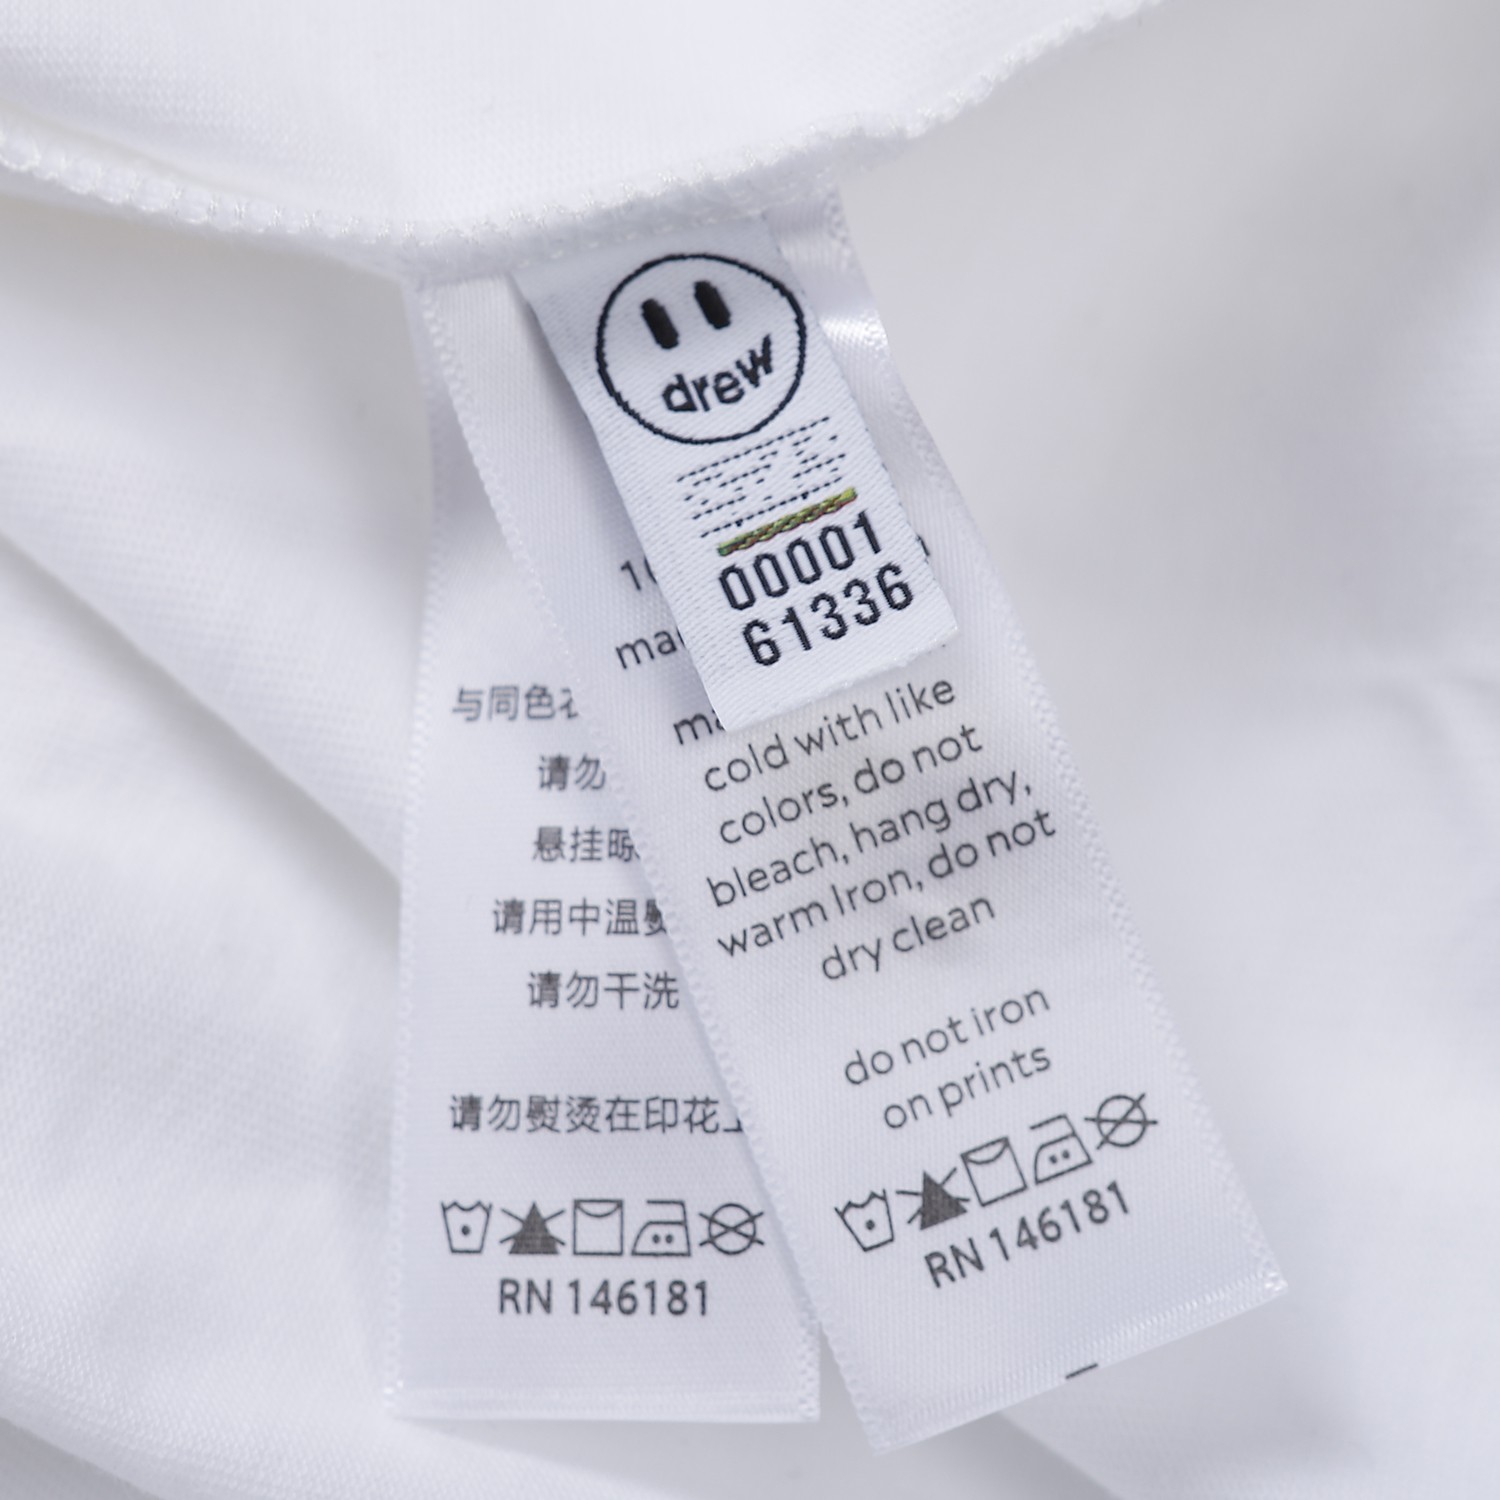 drew
00001
61336
cold with like
colors, do not
bleach, hang dry,
warm Iron, do not
dry clean
do not iron
on prints
RN 146181
与同色
请勿
悬挂晾
请用中温熨
请勿干洗
请勿熨烫在印花上
RN 146181